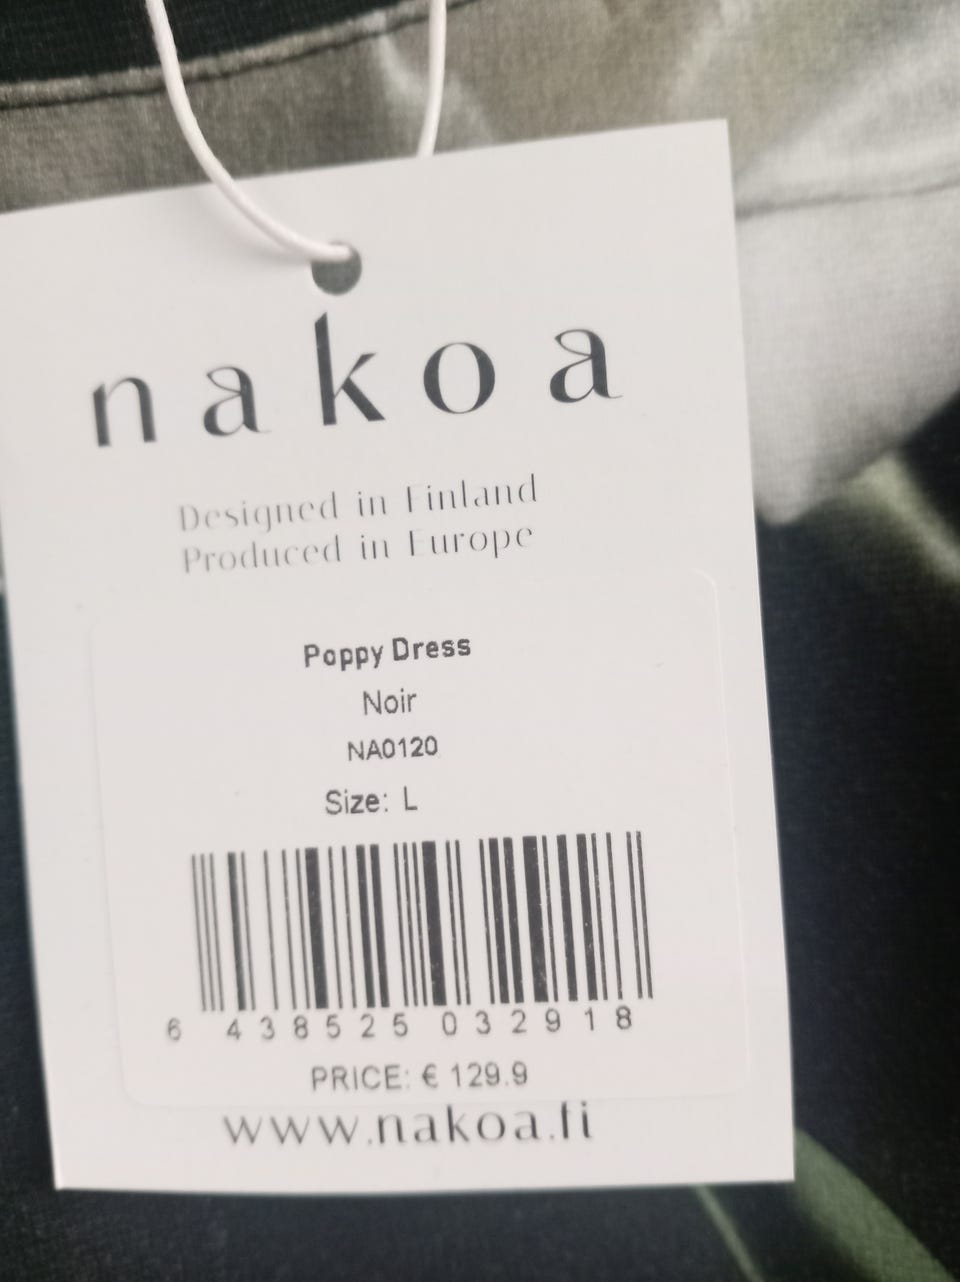 nakoa
Designed in Finland
Produced in Europe
Poppy Dress
Noir
NA0120
Size: L
6 438525 032918
PRICE: € 129.9
www.nakoa.fi